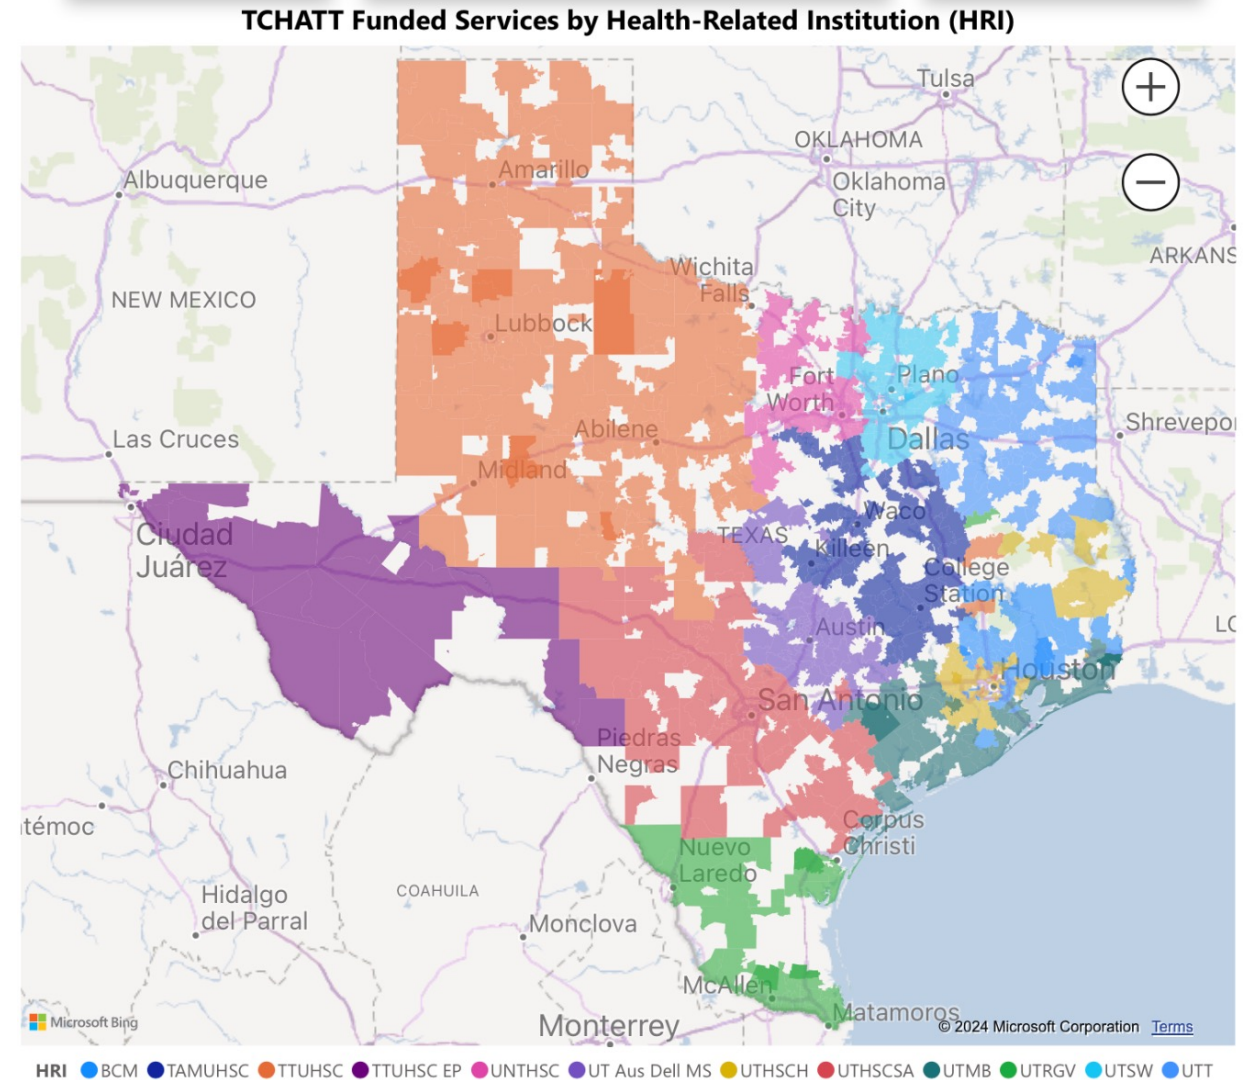 TCHATT Funded Services by Health-Related Institution (HRI)
Tulsa
OKLAHOMA
Amarillo
Albuquerque
Oklahoma
City
ARKANS
Wichita
Falls
NEW MEXICO
Lubbock
Fort
Worth
Plano
Abilene
Shrevepor
Las Cruces
Dallas
Midland
Waco
TEXAS
Ciudad
Juárez
Killeen
College
Station
Austin
LO
Houston
San Antonio
Piedras
Negras
Chihuahua
témoc
Corpus
Christi
Nuevo
Laredo
COAHUILA
Hidalgo
del Parral
Monclova
McAllen
Matamoros
Monterrey
Microsoft Bing
© 2024 Microsoft Corporation Terms
HRI BCM TAMUHSC TTUHSC TTUHSC EP UNTHSC UT Aus Dell MS UTHSCH UTHSCSA UTMB UTRGV UTSW UTT